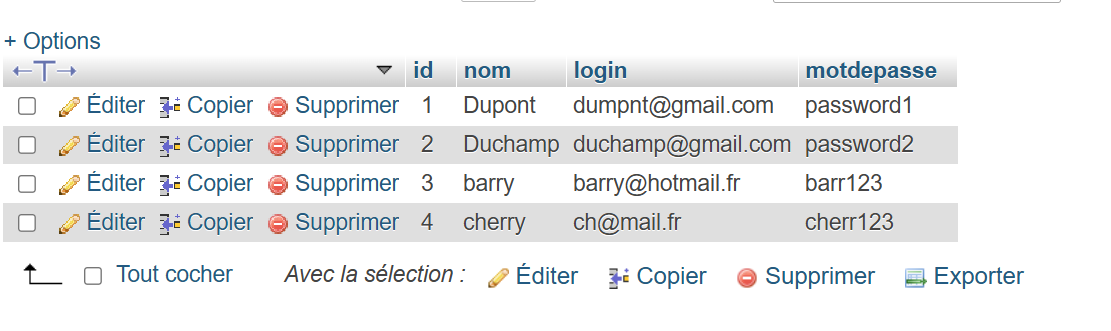 + Options
←T→ id nom login motdepasse
Éditer Copier Supprimer 1 Dupont dumpnt@gmail.com password1
Éditer Copier Supprimer 2 Duchamp duchamp@gmail.com password2
Éditer Copier Supprimer 3 barry barry@hotmail.fr barr123
Éditer Copier Supprimer 4 cherry ch@mail.fr cherr123
Tout cocher Avec la sélection : Éditer Copier Supprimer Exporter